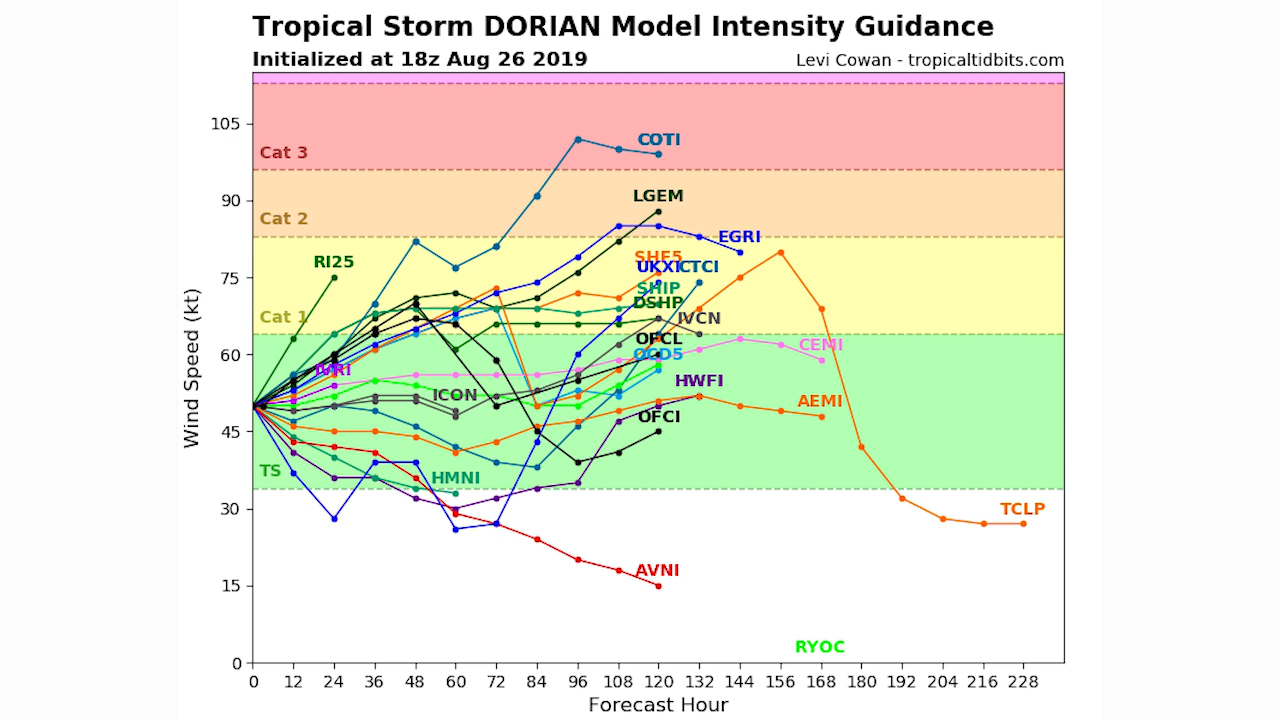 Tropical Storm DORIAN Model Intensity Guidance
Initialized at 18z Aug 26 2019 Levi Cowan - tropicaltidbits.com
105
COTI
Cat 3
LGEM
90
Cat 2
EGRI
SHF5
RI25
UKXI CTCI
75
SHIP
DSHP
Cat 1
IVCN
OFCL
CEMI
60
OCD5
IVRI
HWFI
ICON
AEMI
OFCI
45
TS
HMNI
30
TCLP
AVNI
15
RYOC
0
0 12 24 36 48 60 72 84 96 108 120 132 144 156 168 180 192 204 216 228
Forecast Hour
Wind Speed (kt)